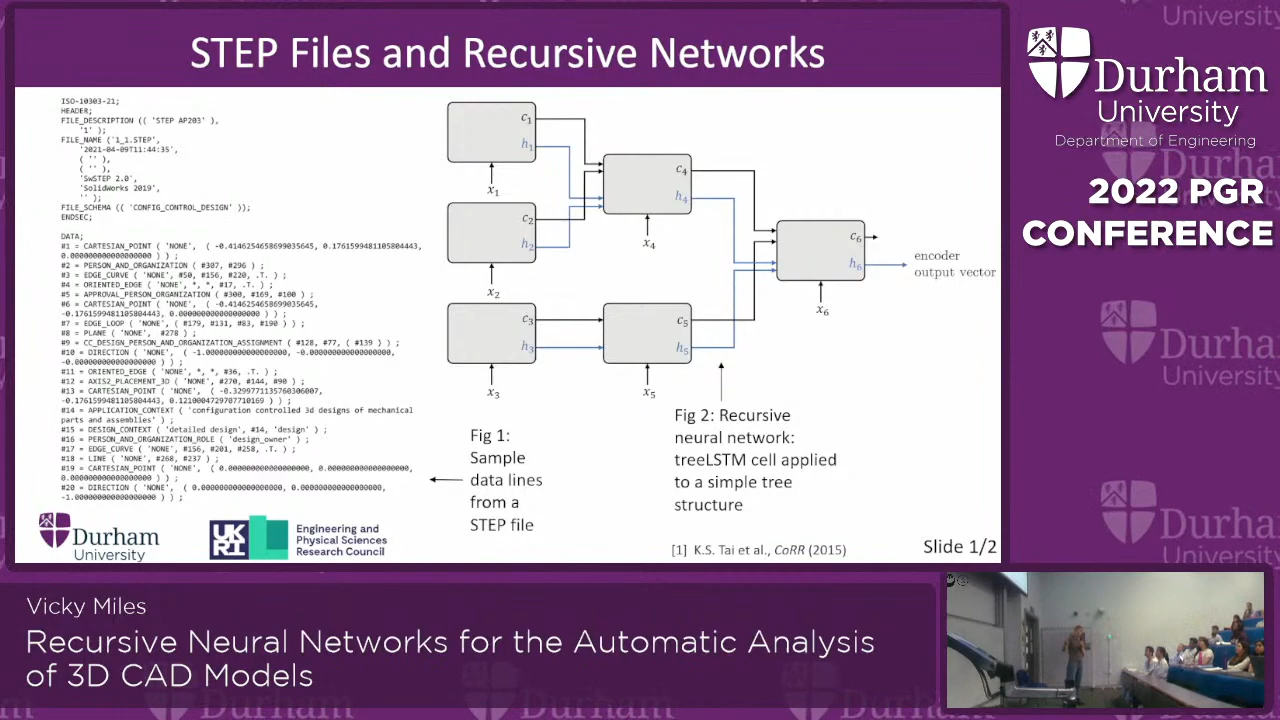 STEP Files and Recursive Networks
ISO-10303-21;
HEADER;
FILE_DESCRIPTION (( 'STEP AP203' ),
'1' );
FILE_NAME ('1_1.STEP',
'2021-04-09T11:44:35',
( '' ),
( '' ),
'SwSTEP 2.0',
'SolidWorks 2019',
'' );
FILE_SCHEMA (( 'CONFIG_CONTROL_DESIGN' ));
ENDSEC;
DATA;
#1 = CARTESIAN_POINT ( 'NONE', ( -0.4146254658699035645, 0.1761599481105804443,
0.0000000000000000 ) ) ;
#2 = PERSON_AND_ORGANIZATION ( #307, #296 ) ;
#3 = EDGE_CURVE ( 'NONE', #50, #156, #220, .T. ) ;
#4 = ORIENTED_EDGE ( 'NONE', *, *, #17, .T. ) ;
#5 = APPROVAL_PERSON_ORGANIZATION ( #300, #169, #100 ) ;
#6 = CARTESIAN_POINT ( 'NONE', ( -0.4146254658699035645,
-0.1761599481105804443, 0.0000000000000000 ) ) ;
#7 = EDGE_LOOP ( 'NONE', ( #179, #131, #83, #190 ) ) ;
#8 = PLANE ( 'NONE', #278 ) ;
#9 = CC_DESIGN_PERSON_AND_ORGANIZATION_ASSIGNMENT ( #128, #77, ( #139 ) ) ;
#10 = DIRECTION ( 'NONE', ( -1.000000000000000000, -0.0000000000000000,
-0.0000000000000000 ) ) ;
#11 = ORIENTED_EDGE ( 'NONE', *, *, #36, .T. ) ;
#12 = AXIS2_PLACEMENT_3D ( 'NONE', #270, #144, #90 ) ;
#13 = CARTESIAN_POINT ( 'NONE', ( -0.3299771135760306007,
-0.1761599481105804443, 0.1210004729707710169 ) ) ;
#14 = APPLICATION_CONTEXT ( 'configuration controlled 3d designs of mechanical
parts and assemblies' ) ;
#15 = DESIGN_CONTEXT ( 'detailed design', #14, 'design' ) ;
#16 = PERSON_AND_ORGANIZATION_ROLE ( 'design_owner' ) ;
#17 = EDGE_CURVE ( 'NONE', #156, #201, #258, .T. ) ;
#18 = LINE ( 'NONE', #268, #237 ) ;
#19 = CARTESIAN_POINT ( 'NONE', ( 0.0000000000000000, 0.0000000000000000,
0.0000000000000000 ) ) ;
#20 = DIRECTION ( 'NONE', ( 0.0000000000000000, 0.0000000000000000,
-1.0000000000000000 ) ) ;
c1
h1
x1
c2
h2
x2
c3
h3
x3
c4
h4
x4
c5
h5
x5
c6
h6
x6
encoder
output vector
Fig 1:
Sample
data lines
from a
STEP file
Fig 2: Recursive
neural network:
treeLSTM cell applied
to a simple tree
structure
[1] K.S. Tai et al., CoRR (2015)
Slide 1/2
Durham
University
UK
RI
Engineering and
Physical Sciences
Research Council
Durham
University
Department of Engineering
2022 PGR
CONFERENCE
Vicky Miles
Recursive Neural Networks for the Automatic Analysis
of 3D CAD Models